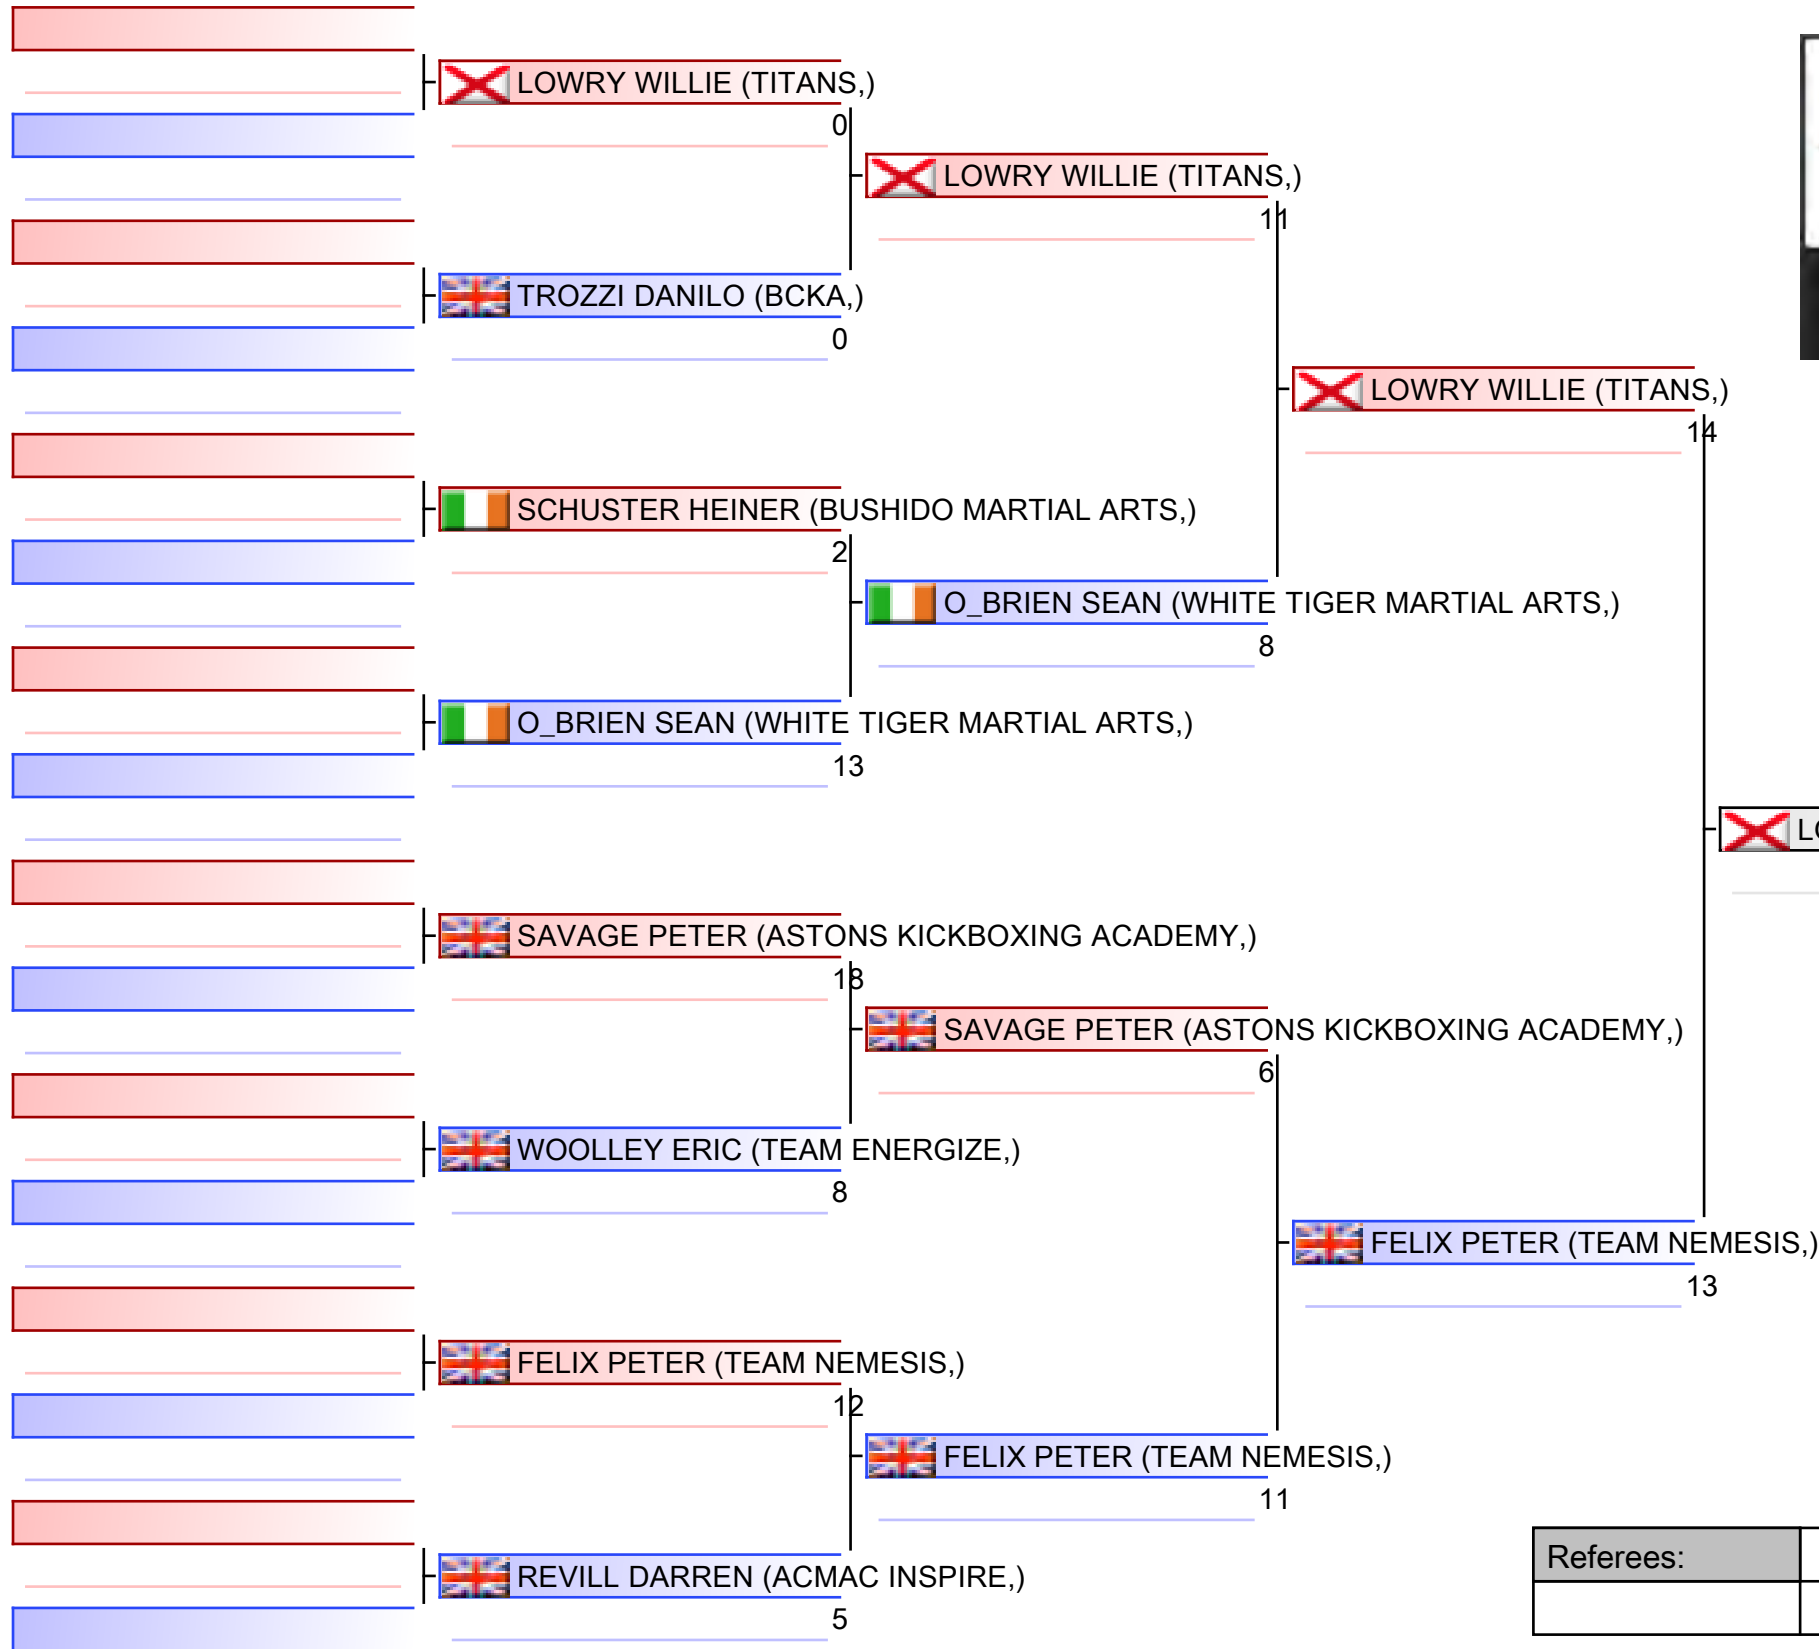 LOWRY WILLIE (TITANS,)
0
LOWRY WILLIE (TITANS,)
11
TROZZI DANILO (BCKA,)
0
LOWRY WILLIE (TITANS,)
14
SCHUSTER HEINER (BUSHIDO MARTIAL ARTS,)
2
O_BRIEN SEAN (WHITE TIGER MARTIAL ARTS,)
8
O_BRIEN SEAN (WHITE TIGER MARTIAL ARTS,)
13
SAVAGE PETER (ASTONS KICKBOXING ACADEMY,)
18
SAVAGE PETER (ASTONS KICKBOXING ACADEMY,)
6
WOOLLEY ERIC (TEAM ENERGIZE,)
8
FELIX PETER (TEAM NEMESIS,)
13
FELIX PETER (TEAM NEMESIS,)
12
FELIX PETER (TEAM NEMESIS,)
11
REVILL DARREN (ACMAC INSPIRE,)
5
Referees: